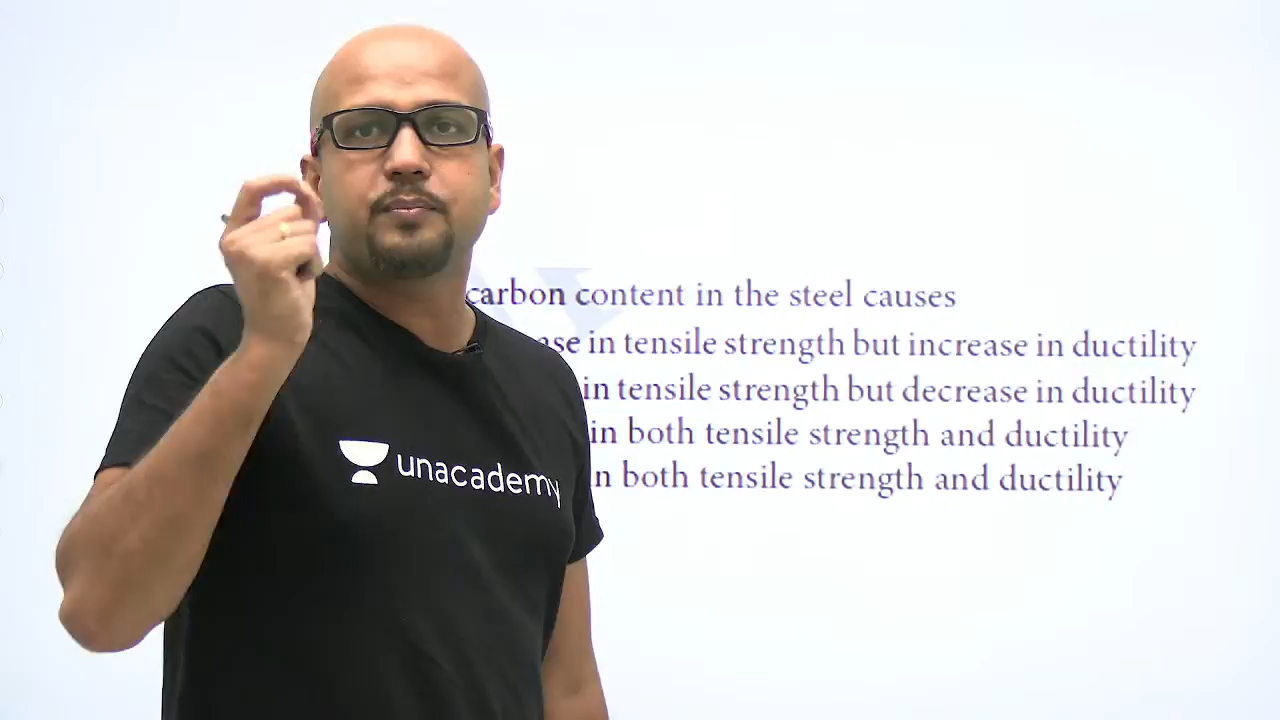 carbon content in the steel causes
in tensile strength but increase in ductility
in tensile strength but decrease in ductility
in both tensile strength and ductility
both tensile strength and ductility
unacademy